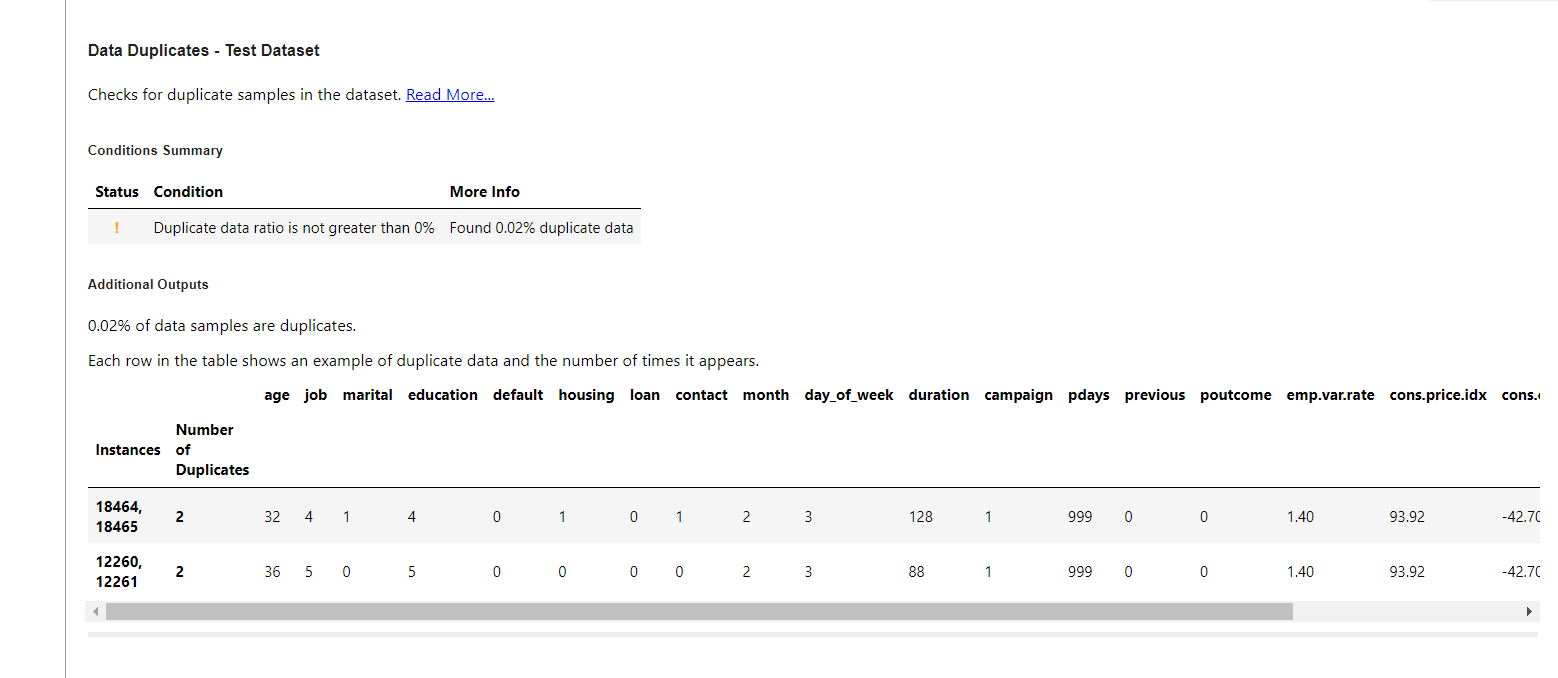 Data Duplicates - Test Dataset
Checks for duplicate samples in the dataset. Read More...
Conditions Summary
Status Condition More Info
! Duplicate data ratio is not greater than 0% Found 0.02% duplicate data
Additional Outputs
0.02% of data samples are duplicates.
Each row in the table shows an example of duplicate data and the number of times it appears.
age job marital education default housing loan contact month day_of_week duration campaign pdays previous poutcome emp.var.rate cons.price.idx cons.
Instances Number of Duplicates
18464, 18465 2 32 4 1 4 0 1 0 1 2 3 128 1 999 0 0 1.40 93.92 -42.70
12260, 12261 2 36 5 0 5 0 0 0 0 2 3 88 1 999 0 0 1.40 93.92 -42.70